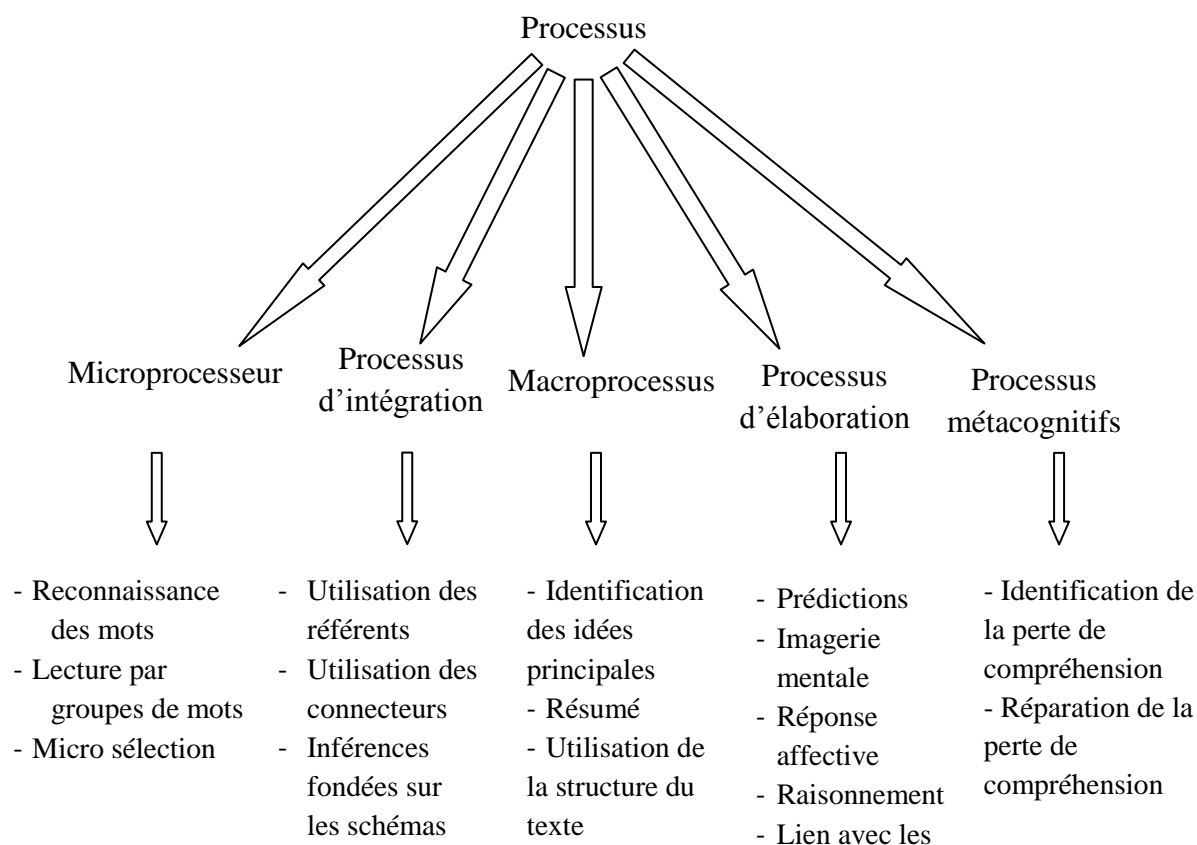 Processus
Microprocesseur
Processus
d’intégration
Macroprocessus
Processus
d’élaboration
Processus
métacognitifs
- Reconnaissance
des mots
- Lecture par
groupes de mots
- Micro sélection
- Utilisation des
référents
- Utilisation des
connecteurs
- Inférences
fondées sur
les schémas
- Identification
des idées
principales
- Résumé
- Utilisation de
la structure du
texte
- Prédictions
- Imagerie
mentale
- Réponse
affective
- Raisonnement
- Lien avec les
- Identification de
la perte de
compréhension
- Réparation de la
perte de
compréhension